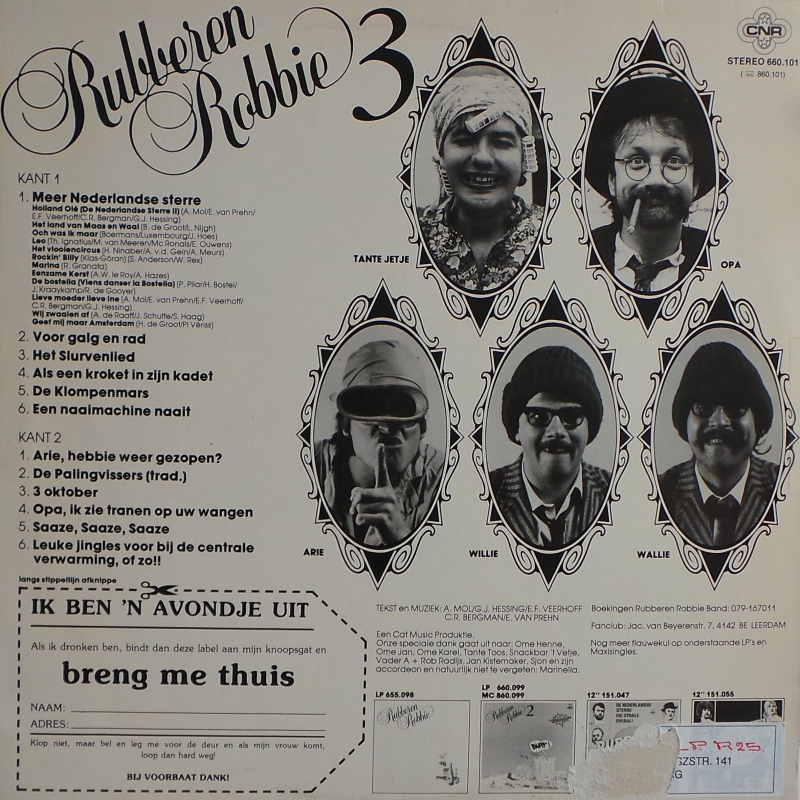 Rubberen
Robbie 3
CNR
STEREO 660.101
( 860.101)
KANT 1
1. Meer Nederlandse sterre
Holland Olé (De Nederlandse Sterre II) (A. Mol/E. van Prehn/
E.F. Veerhoff/C.R. Bergman/G.J. Hessing)
Het land van Maas en Waal (B. de Groot/L. Nijgh)
Och was ik maar (Boermans/Luxembourg/J. Hoes)
Leo (Th. Ignatius/M. van Meeren/Mc Ronals/E. Ouwens)
Het vlooiencircus (H. Ninaber/A. v.d. Gein/A. Meurs)
Rockin' Billy (Klas-Göran) (S. Anderson/W. Rex)
Marina (R. Granata)
Eenzame Kerst (A.W. le Roy/A. Hazes)
De bostella (Viens danser la Bostella) (P. Pilar/H. Bostel/
J. Kraaykamp/R. de Gooyer)
Lieve moeder lieve Ine (A. Mol/E. van Prehn/E.F. Veerhoff/
C.R. Bergman/G.J. Hessing)
Wij zwaaien af (A. de Raaff/J. Schutte/S. Haag)
Geef mij maar Amsterdam (H. de Groot/Pi Vèriss)
2. Voor galg en rad
3. Het Slurvenlied
4. Als een kroket in zijn kadet
5. De Klompenmars
6. Een naaimachine naait
KANT 2
1. Arie, hebbie weer gezopen?
2. De Palingvissers (trad.)
3. 3 oktober
4. Opa, ik zie tranen op uw wangen
5. Saaze, Saaze, Saaze
6. Leuke jingles voor bij de centrale
verwarming, of zo!!
TANTE JETJE
OPA
ARIE
WILLIE
WALLIE
langs stippellijn afknippe
IK BEN 'N AVONDJE UIT
Als ik dronken ben, bindt dan deze label aan mijn knoopsgat en
breng me thuis
NAAM:
ADRES:
Klop niet, maar bel en leg me voor de deur en als mijn vrouw komt,
loop dan hard weg!
BIJ VOORBAAT DANK!
TEKST en MUZIEK: A. MOL/G.J. HESSING/E.F. VEERHOFF
C.R. BERGMAN/E. VAN PREHN
Een Cat Music Produktie.
Onze speciale dank gaat uit naar: Ome Henne,
Ome Jan, Ome Karel, Tante Toos, Snackbar 't Vetje,
Vader A + Rob Radijs, Jan Kistemaker, Sjon en zijn
accordeon en natuurlijk niet te vergeten: Marinella.
Boekingen Rubberen Robbie Band: 079-167011
Fanclub: Jac. van Beyerenstr. 7, 4142 BE LEERDAM
Nog meer flauwekul op onderstaande LP's en
Maxisingles.
LP 655.098
LP 660.099
MC 860.099
12" 151.047
12" 151.055
Rubberen
Robbie
Rubberen
Robbie 2
DE NEDERLANDSE
STERRE
DIE STRALE
OVERAL!
LP R25.
GZSTR. 141
G